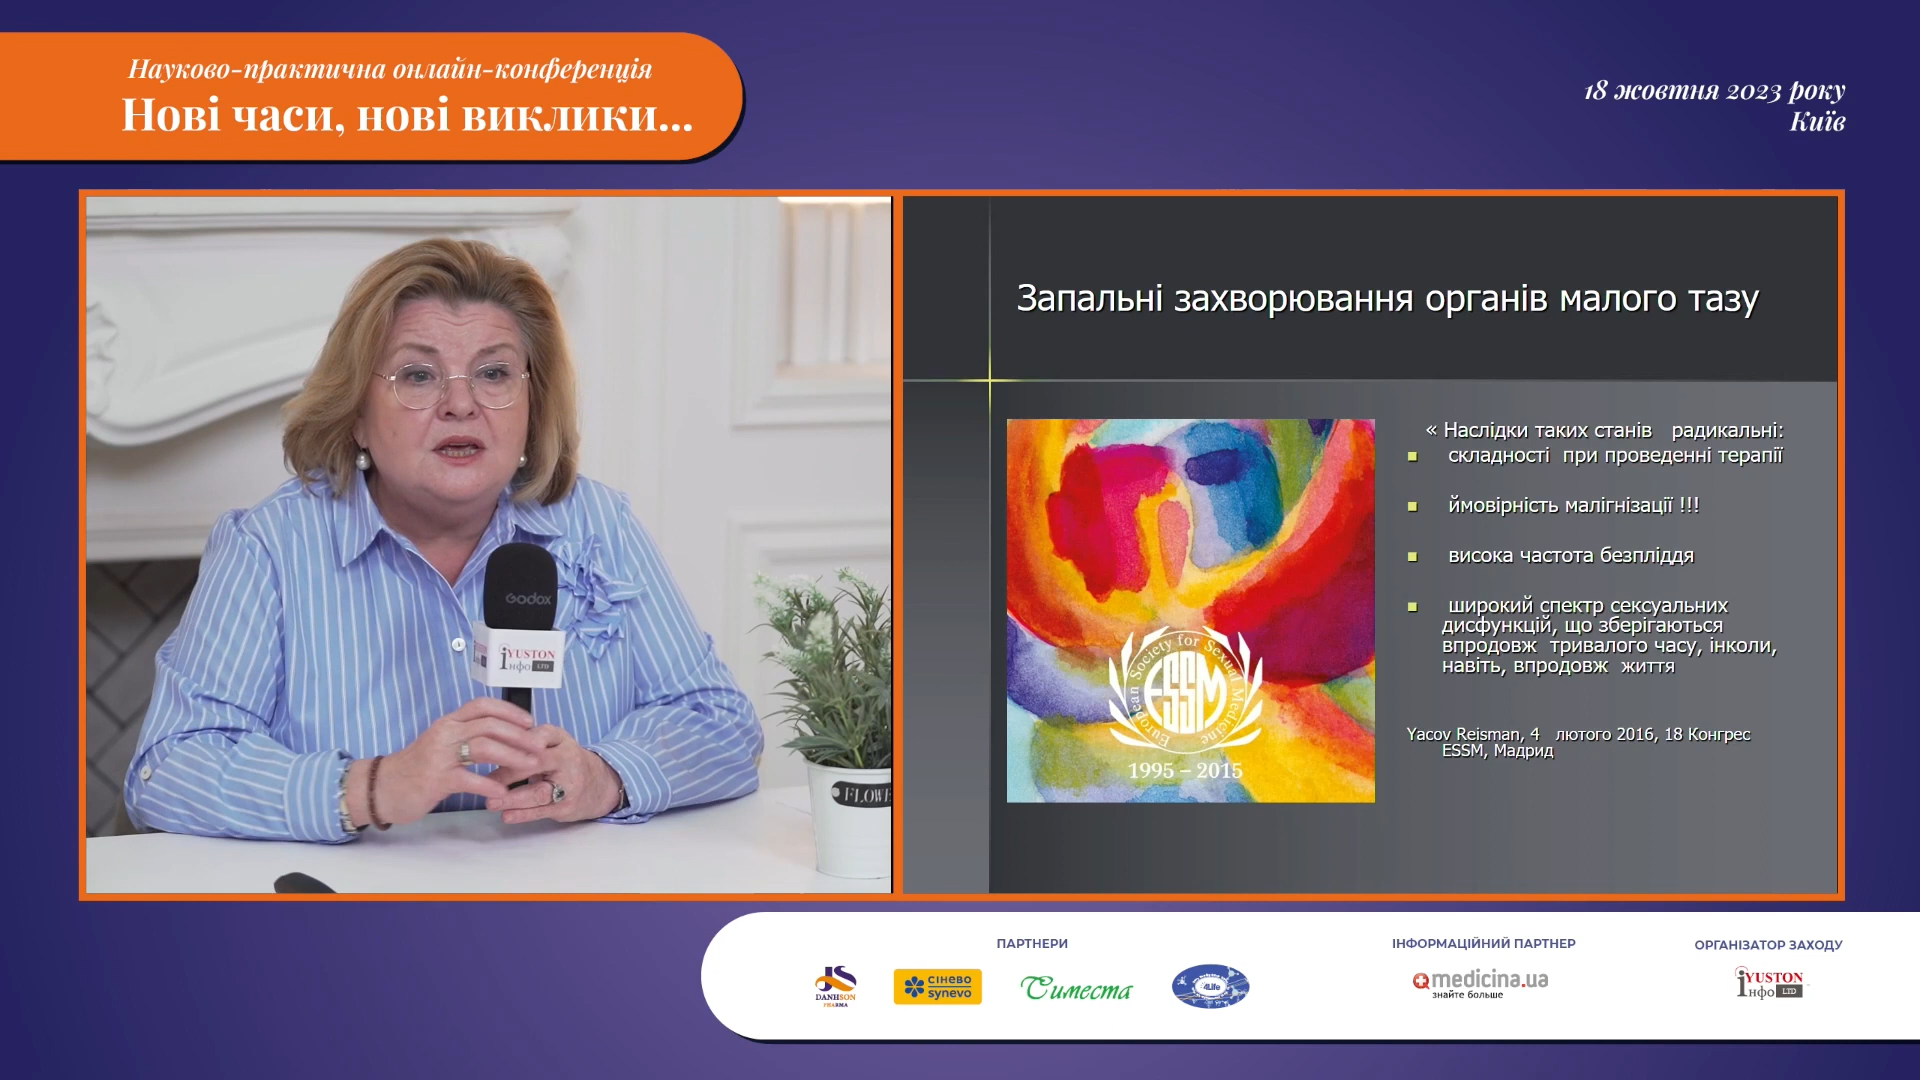 Науково-практична онлайн-конференція
Нові часи, нові виклики...
18 жовтня 2023 року
Київ
Запальні захворювання органів малого тазу
« Наслідки таких станів радикальні:
складності при проведенні терапії
ймовірність малігнізації !!!
висока частота безпліддя
широкий спектр сексуальних
дисфункцій, що зберігаються
впродовж тривалого часу, інколи,
навіть, впродовж життя
Yacov Reisman, 4 лютого 2016, 18 Конгрес
ESSM, Мадрид
European Society for Sexual Medicine
ESSM
1995 – 2015
Godox
YUSTON
інфо LTD
FLOWE
ПАРТНЕРИ
ІНФОРМАЦІЙНИЙ ПАРТНЕР
ОРГАНІЗАТОР ЗАХОДУ
DANHSON
PHARMA
сінево
synevo
Симеста
4Life
medicina.ua
знайте больше
YUSTON
інфо LTD